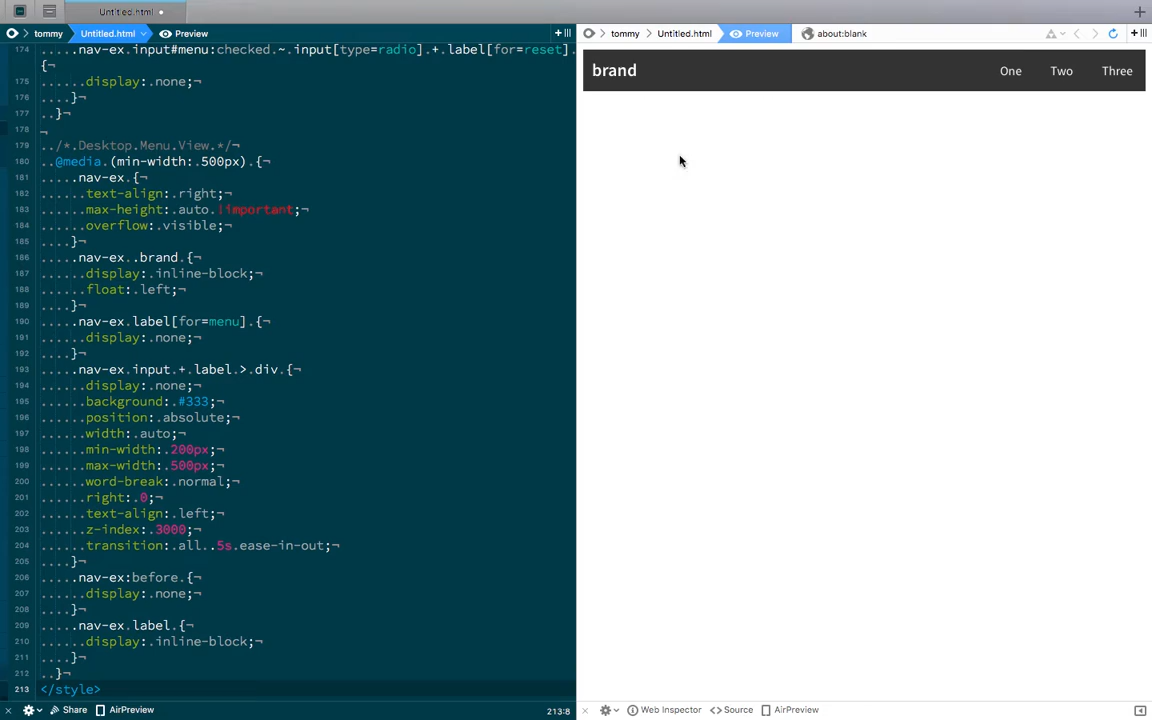 Untitled.html
tommy Untitled.html Preview
174 .....nav-ex.input#menu:checked.~.input[type=radio].+.label[for=reset].
{¬
175 ......display:.none;¬
176 ....}¬
177 ..}¬
178 ¬
179 ../*.Desktop.Menu.View.*/¬
180 ..@media.(min-width:.500px).{¬
181 .....nav-ex.{¬
182 ......text-align:.right;¬
183 ......max-height:.auto.!important;¬
184 ......overflow:.visible;¬
185 ....}¬
186 .....nav-ex..brand.{¬
187 ......display:.inline-block;¬
188 ......float:.left;¬
189 ....}¬
190 .....nav-ex.label[for=menu].{¬
191 ......display:.none;¬
192 ....}¬
193 .....nav-ex.input.+.label.>.div.{¬
194 ......display:.none;¬
195 ......background:.#333;¬
196 ......position:.absolute;¬
197 ......width:.auto;¬
198 ......min-width:.200px;¬
199 ......max-width:.500px;¬
200 ......word-break:.normal;¬
201 ......right:.0;¬
202 ......text-align:.left;¬
203 ......z-index:.3000;¬
204 ......transition:.all..5s.ease-in-out;¬
205 ....}¬
206 .....nav-ex:before.{¬
207 ......display:.none;¬
208 ....}¬
209 .....nav-ex.label.{¬
210 ......display:.inline-block;¬
211 ....}¬
212 ..}¬
213 </style>
Share AirPreview 213:8
tommy Untitled.html Preview about:blank
brand One Two Three
Web Inspector Source AirPreview